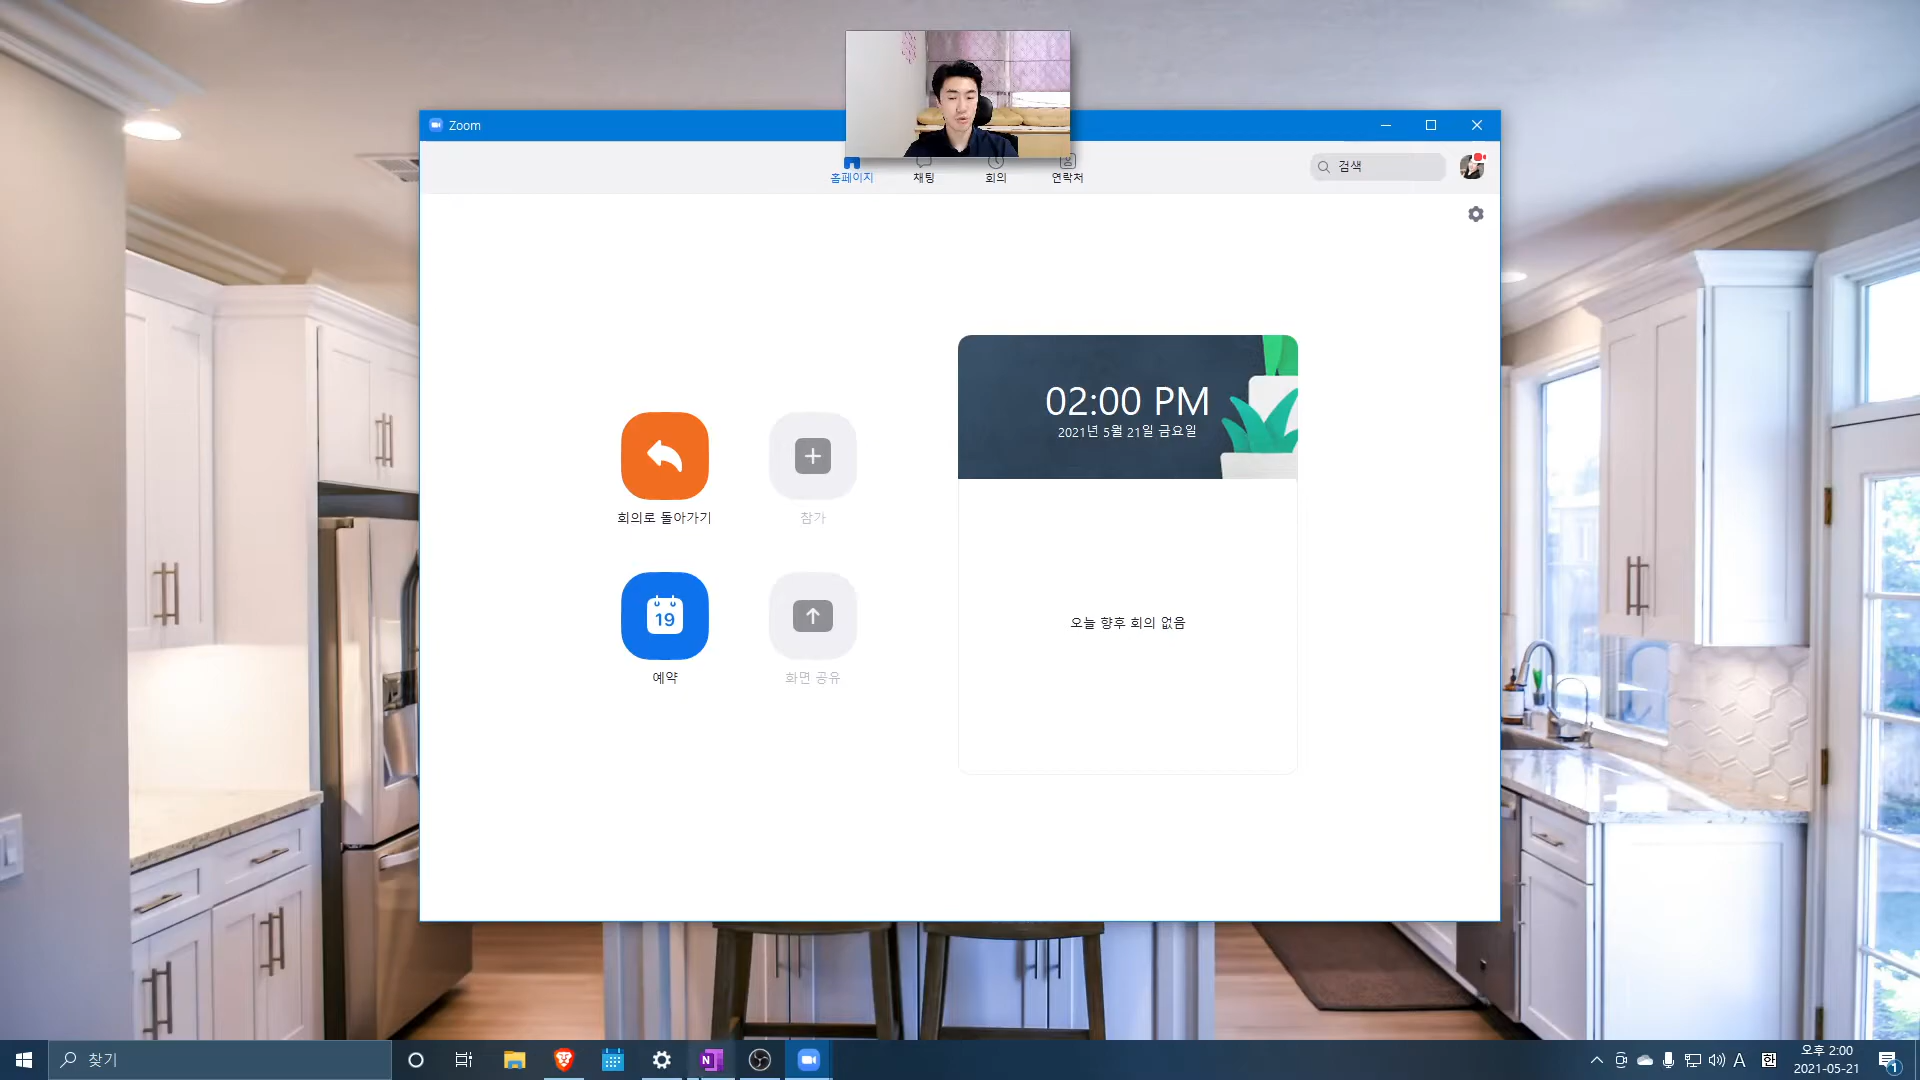 Zoom
홈페이지
채팅
회의
연락처
검색
02:00 PM
2021년 5월 21일 금요일
회의로 돌아가기
참가
19
예약
화면 공유
오늘 향후 회의 없음
찾기
N
A
한
오후 2:00
2021-05-21
1